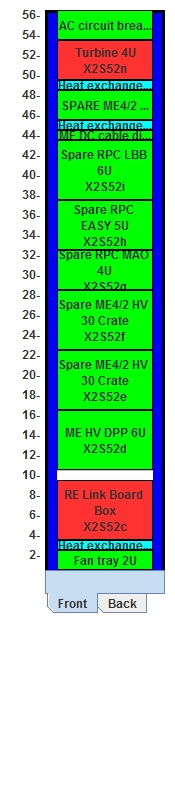 56-
AC circuit brea...
54-
52-
Turbine 4U
X2S52n
50-
Heat exchange...
48-
SPARE ME4/2 ...
46-
Heat exchange...
44-
ME DC cable di...
42-
Spare RPC LBB
6U
X2S52i
40-
38-
36-
Spare RPC
EASY 5U
X2S52h
34-
32-
Spare RPC MAO
4U
X2S52g
30-
28-
Spare ME4/2 HV
30 Crate
X2S52f
26-
24-
22-
Spare ME4/2 HV
30 Crate
X2S52e
20-
18-
16-
14-
ME HV DPP 6U
X2S52d
12-
10-
8-
RE Link Board
Box
X2S52c
6-
4-
Heat exchange...
2-
Fan tray 2U
Front
Back